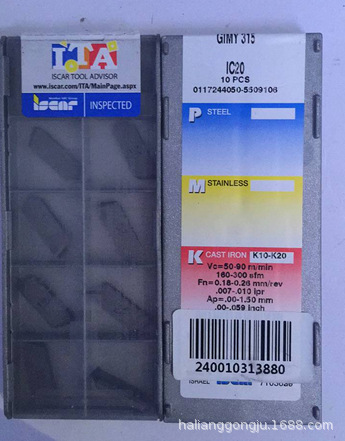 ITA
ISCAR TOOL ADVISOR
www.iscar.com/ITA/MainPage.aspx
ISCAR
INSPECTED
GIMY 315
IC20
10 PCS
0117244050-5509106
P STEEL
M STAINLESS
K CAST IRON K10-K20
Vc=50-90 m/min
160-300 sfm
Fn=0.18-0.26 mm/rev
.007-.010 ipr
Ap=.00-1.50 mm
.00-.059 inch
240010313880
ISRAEL ISCAR
halianggongju.1688.com